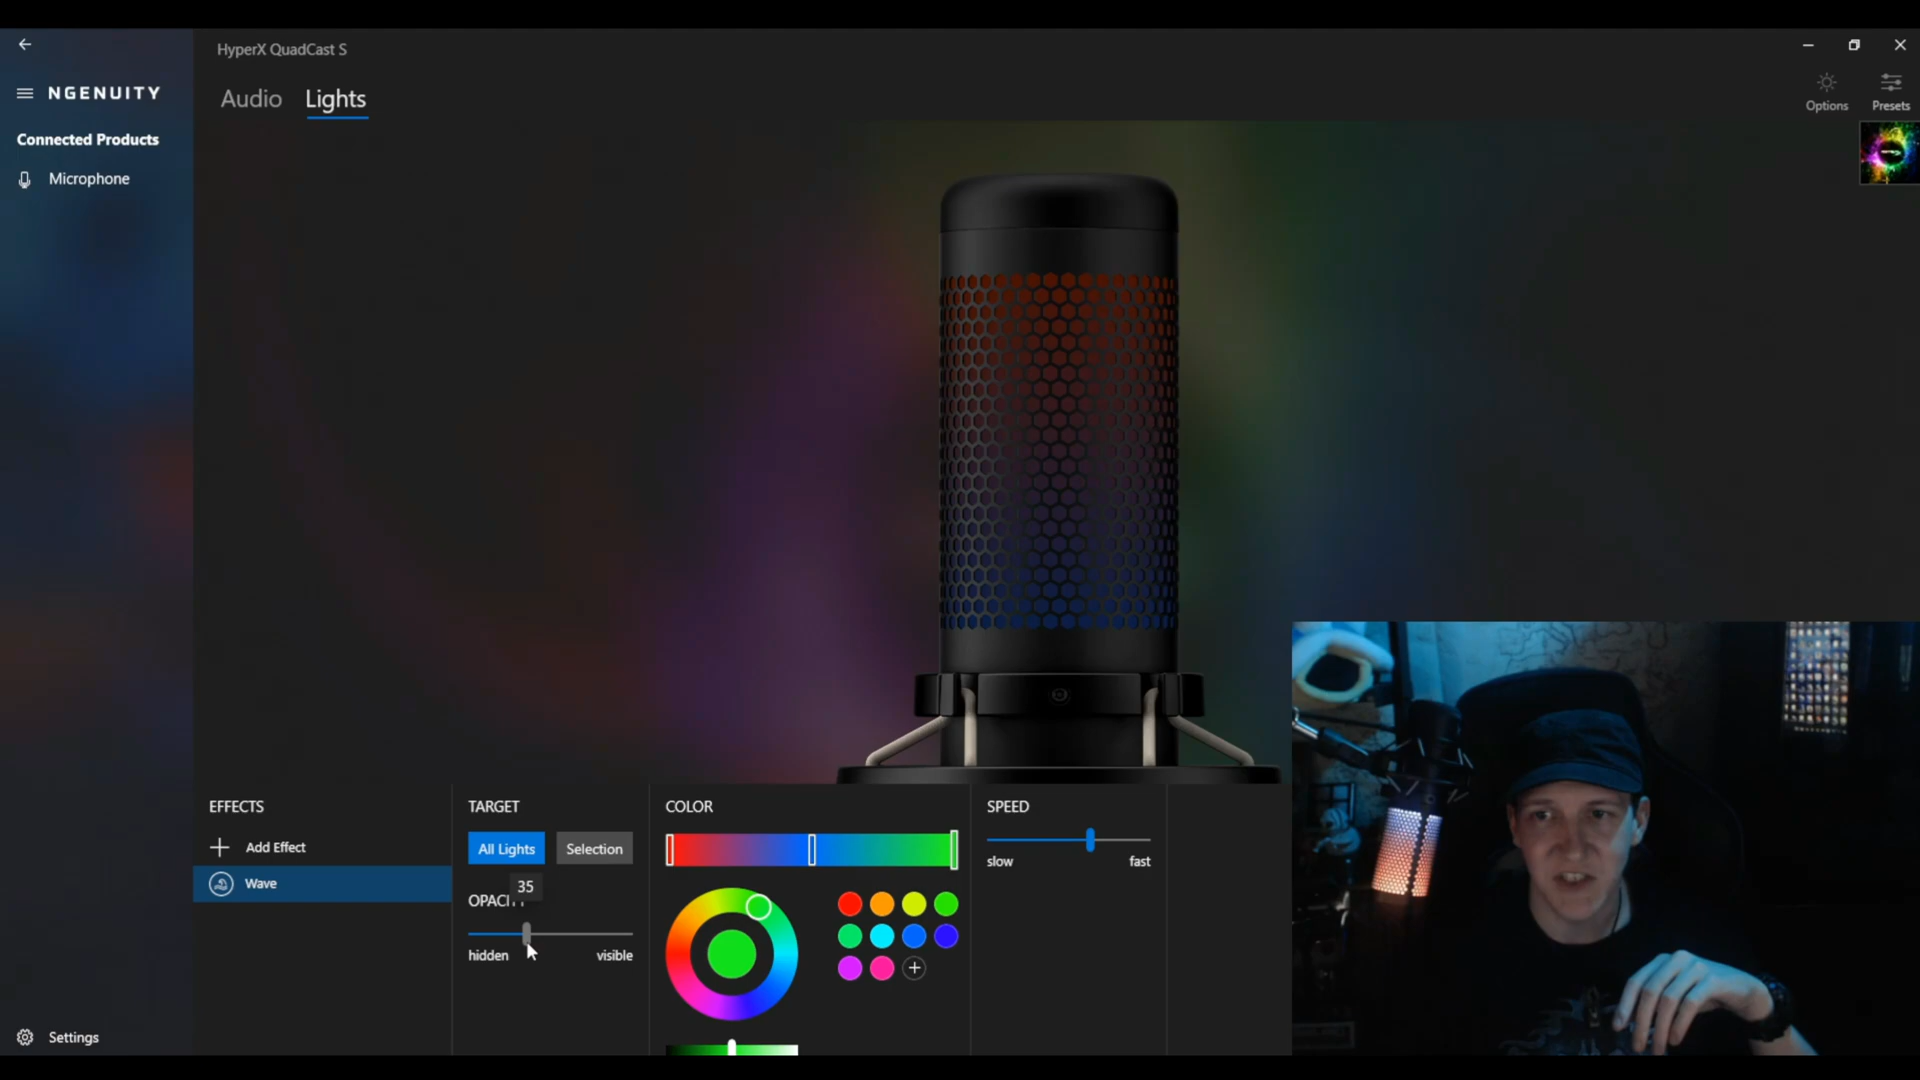 HyperX QuadCast S
NGENUITY
Audio Lights
Options Presets
Connected Products
Microphone
EFFECTS
Add Effect
Wave
TARGET
All Lights Selection
35
OPACITY
hidden visible
COLOR
SPEED
slow fast
Settings